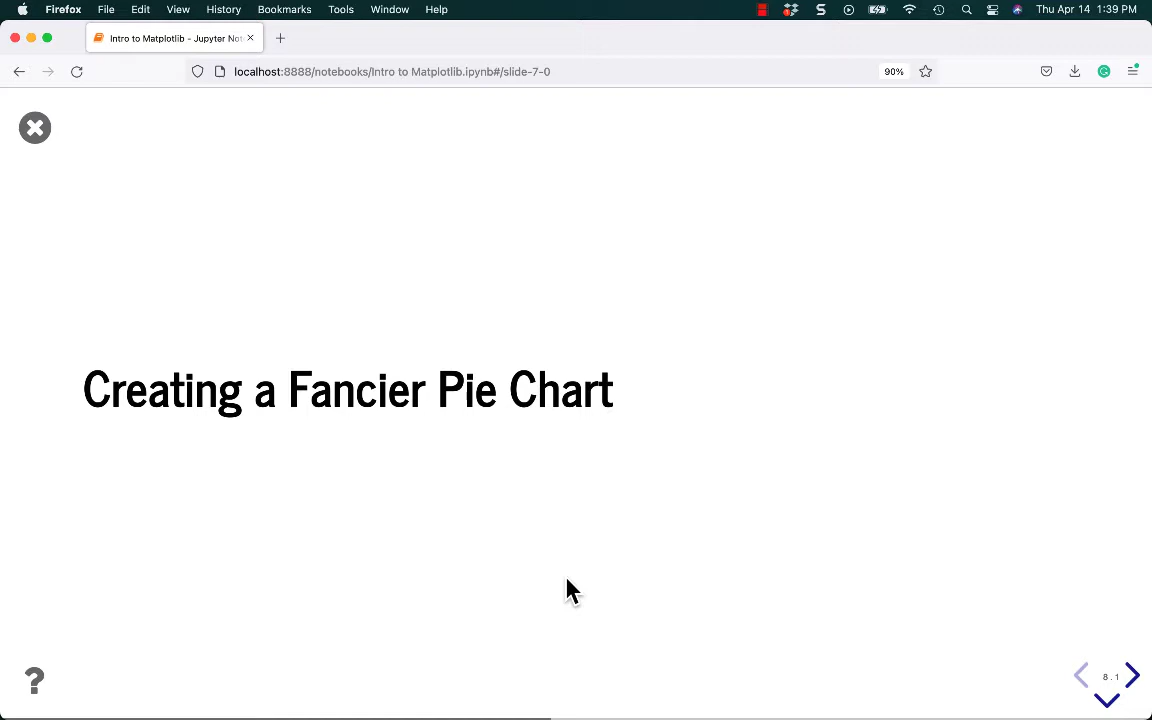 Firefox File Edit View History Bookmarks Tools Window Help Thu Apr 14 1:39 PM
Intro to Matplotlib - Jupyter Not
localhost:8888/notebooks/Intro to Matplotlib.ipynb#/slide-7-0 90%
Creating a Fancier Pie Chart
?
8.1